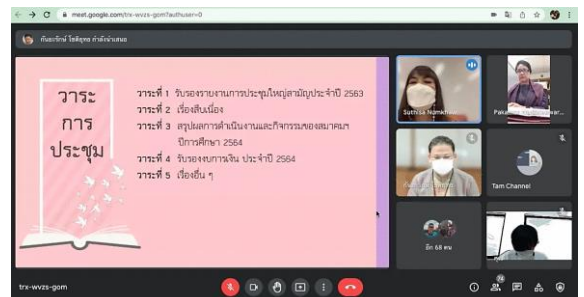 meet.google.com/trx-wvzs-gom?authuser=0
กันยะรักษ์ โชติยุทธ กำลังนำเสนอ
วาระ
การ
ประชุม
วาระที่ 1 รับรองรายงานการประชุมใหญ่สามัญประจำปี 2563
วาระที่ 2 เรื่องสืบเนื่อง
วาระที่ 3 สรุปผลการดำเนินงานและกิจกรรมของสมาคมฯ
ปีการศึกษา 2564
วาระที่ 4 รับรองงบการเงิน ประจำปี 2564
วาระที่ 5 เรื่องอื่น ๆ
Suthisa Namkhae
Tam Channel
อีก 68 คน
trx-wvzs-gom
74